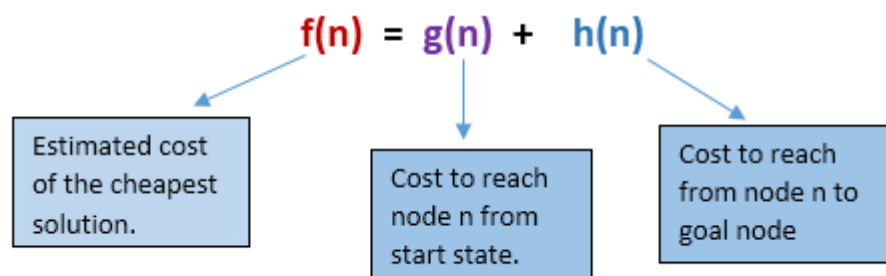 f(n) = g(n) + h(n)
Estimated cost
of the cheapest
solution.
Cost to reach
node n from
start state.
Cost to reach
from node n to
goal node